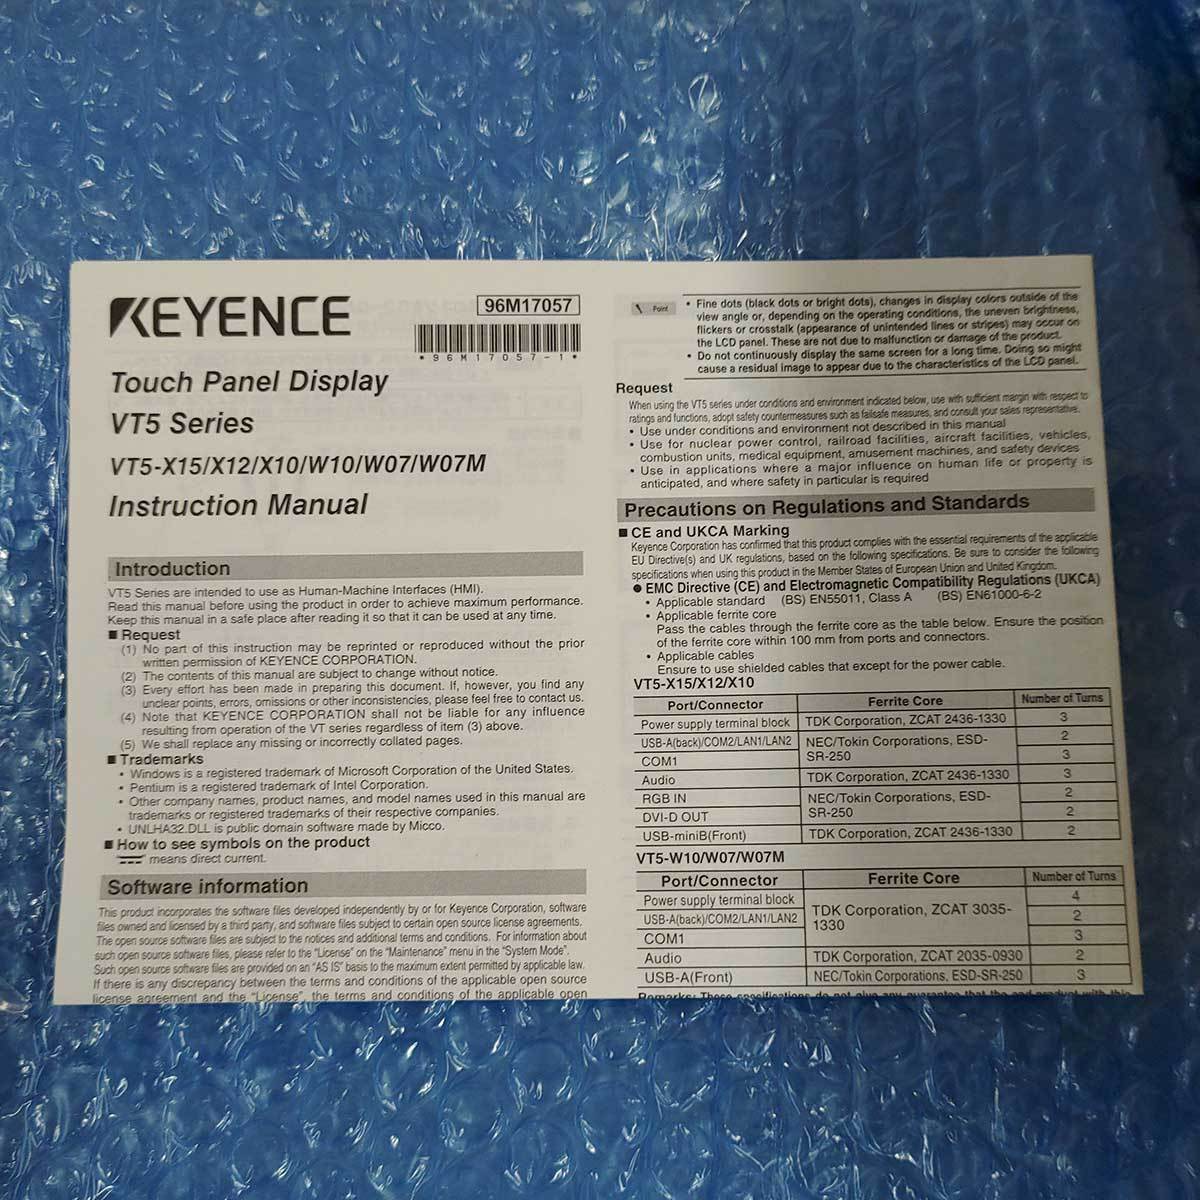 KEYENCE
96M17057
*96M17057-1*
Touch Panel Display
VT5 Series
VT5-X15/X12/X10/W10/W07/W07M
Instruction Manual
Introduction
VT5 Series are intended to use as Human-Machine Interfaces (HMI).
Read this manual before using the product in order to achieve maximum performance.
Keep this manual in a safe place after reading it so that it can be used at any time.
■ Request
(1) No part of this instruction may be reprinted or reproduced without the prior
written permission of KEYENCE CORPORATION.
(2) The contents of this manual are subject to change without notice.
(3) Every effort has been made in preparing this document. If, however, you find any
unclear points, errors, omissions or other inconsistencies, please feel free to contact us.
(4) Note that KEYENCE CORPORATION shall not be liable for any influence
resulting from operation of the VT series regardless of item (3) above.
(5) We shall replace any missing or incorrectly collated pages.
■ Trademarks
• Windows is a registered trademark of Microsoft Corporation of the United States.
• Pentium is a registered trademark of Intel Corporation.
• Other company names, product names, and model names used in this manual are
trademarks or registered trademarks of their respective companies.
• UNLHA32.DLL is public domain software made by Micco.
■ How to see symbols on the product
"⎓" means direct current.
Software information
This product incorporates the software files developed independently by or for Keyence Corporation, software
files owned and licensed by a third party, and software files subject to certain open source license agreements.
The open source software files are subject to the notices and additional terms and conditions. For information about
such open source software files, please refer to the "License" on the "Maintenance" menu in the "System Mode".
Such open source software files are provided on an "AS IS" basis to the maximum extent permitted by applicable law.
If there is any discrepancy between the terms and conditions of the applicable open source
license agreement and the "License", the terms and conditions of the applicable open
Point
• Fine dots (black dots or bright dots), changes in display colors outside of the
view angle or, depending on the operating conditions, the uneven brightness,
flickers or crosstalk (appearance of unintended lines or stripes) may occur on
the LCD panel. These are not due to malfunction or damage of the product.
• Do not continuously display the same screen for a long time. Doing so might
cause a residual image to appear due to the characteristics of the LCD panel.
Request
When using the VT5 series under conditions and environment indicated below, use with sufficient margin with respect to
ratings and functions, adopt safety countermeasures such as failsafe measures, and consult your sales representative.
• Use under conditions and environment not described in this manual
• Use for nuclear power control, railroad facilities, aircraft facilities, vehicles,
combustion units, medical equipment, amusement machines, and safety devices
• Use in applications where a major influence on human life or property is
anticipated, and where safety in particular is required
Precautions on Regulations and Standards
■ CE and UKCA Marking
Keyence Corporation has confirmed that this product complies with the essential requirements of the applicable
EU Directive(s) and UK regulations, based on the following specifications. Be sure to consider the following
specifications when using this product in the Member States of European Union and United Kingdom.
● EMC Directive (CE) and Electromagnetic Compatibility Regulations (UKCA)
• Applicable standard (BS) EN55011, Class A (BS) EN61000-6-2
• Applicable ferrite core
Pass the cables through the ferrite core as the table below. Ensure the position
of the ferrite core within 100 mm from ports and connectors.
• Applicable cables
Ensure to use shielded cables that except for the power cable.
VT5-X15/X12/X10
Port/Connector Ferrite Core Number of Turns
Power supply terminal block TDK Corporation, ZCAT 2436-1330 3
USB-A(back)/COM2/LAN1/LAN2 NEC/Tokin Corporations, ESD- 2
COM1 SR-250 3
Audio TDK Corporation, ZCAT 2436-1330 3
RGB IN NEC/Tokin Corporations, ESD- 2
DVI-D OUT SR-250 2
USB-miniB(Front) TDK Corporation, ZCAT 2436-1330 2
VT5-W10/W07/W07M
Port/Connector Ferrite Core Number of Turns
Power supply terminal block 4
USB-A(back)/COM2/LAN1/LAN2 TDK Corporation, ZCAT 3035- 2
COM1 1330 3
Audio TDK Corporation, ZCAT 2035-0930 2
USB-A(Front) NEC/Tokin Corporations, ESD-SR-250 3
Remarks: These specifications do not give any guarantee that the end product with this